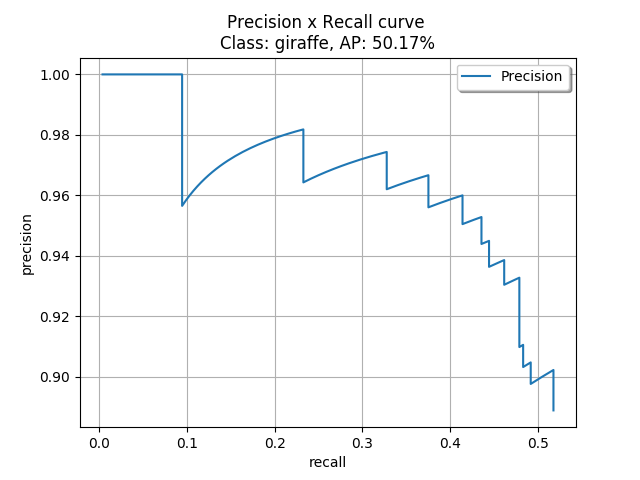 Precision x Recall curve
Class: giraffe, AP: 50.17%
Precision
1.00
0.98
0.96
0.94
0.92
0.90
precision
0.0 0.1 0.2 0.3 0.4 0.5
recall